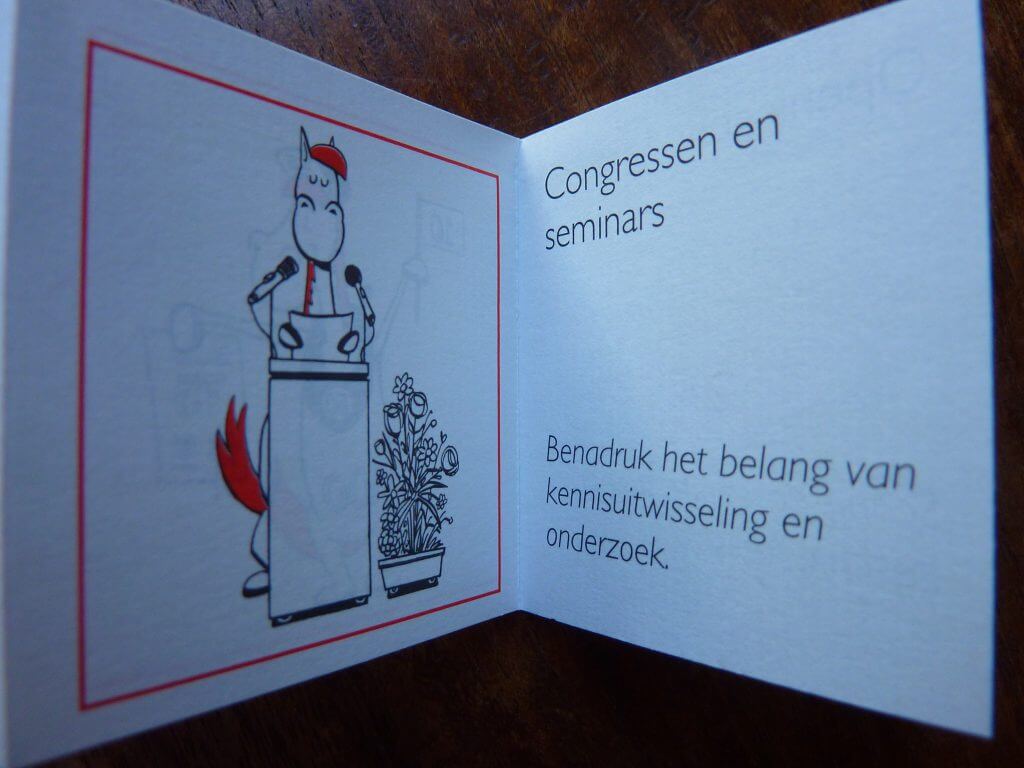 Congressen en
seminars
Benadruk het belang van
kennisuitwisseling en
onderzoek.